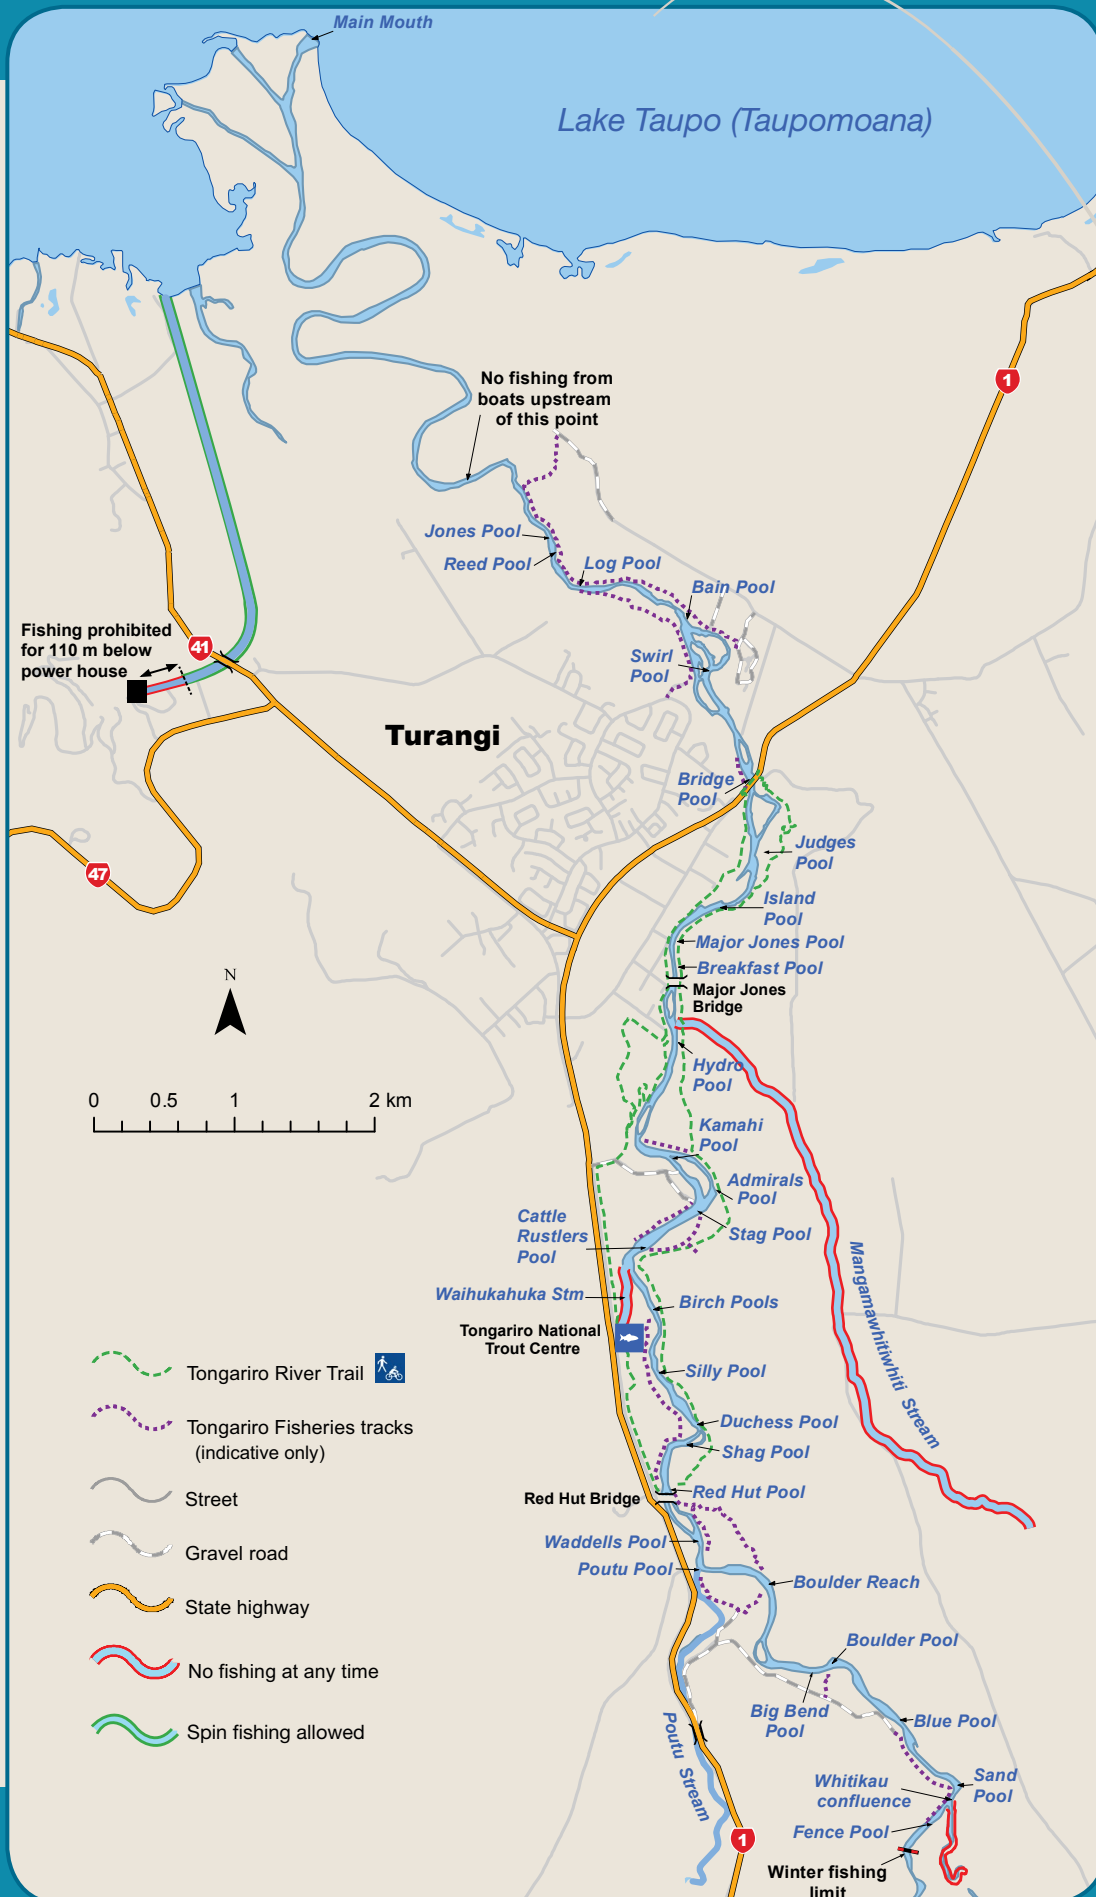 Main Mouth
Lake Taupo (Taupomoana)
1
No fishing from
boats upstream
of this point
Jones Pool
Reed Pool
Log Pool
Bain Pool
Fishing prohibited
for 110 m below
power house
41
Swirl
Pool
Turangi
Bridge
Pool
Judges
Pool
47
Island
Pool
Major Jones Pool
Breakfast Pool
Major Jones
Bridge
N
Hydro
Pool
0 0.5 1 2 km
Kamahi
Pool
Admirals
Pool
Cattle
Rustlers
Pool
Stag Pool
Waihukahuka Stm
Birch Pools
Mangamawhitiwhiti Stream
Tongariro National
Trout Centre
Silly Pool
Tongariro River Trail
Tongariro Fisheries tracks
(indicative only)
Street
Gravel road
State highway
No fishing at any time
Spin fishing allowed
Duchess Pool
Shag Pool
Red Hut Pool
Red Hut Bridge
Waddells Pool
Poutu Pool
Boulder Reach
Boulder Pool
Big Bend
Pool
Blue Pool
Poutu Stream
Sand
Pool
Whitikau
confluence
Fence Pool
1
Winter fishing
limit